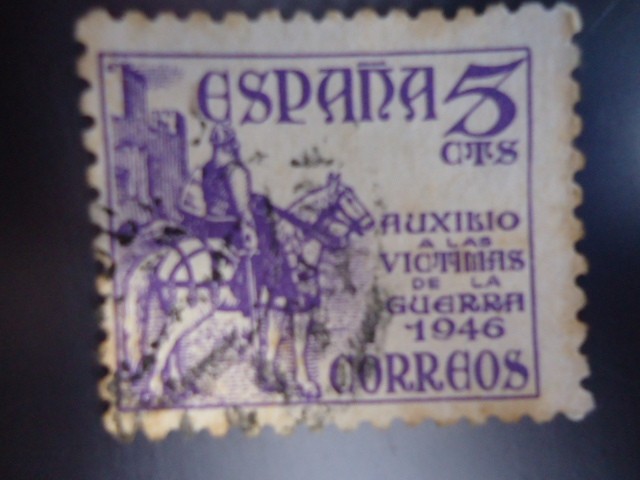 ESPAÑA 5
CTS
AUXILIO
A LAS
VICTIMAS
DE LA
GUERRA
1946
CORREOS